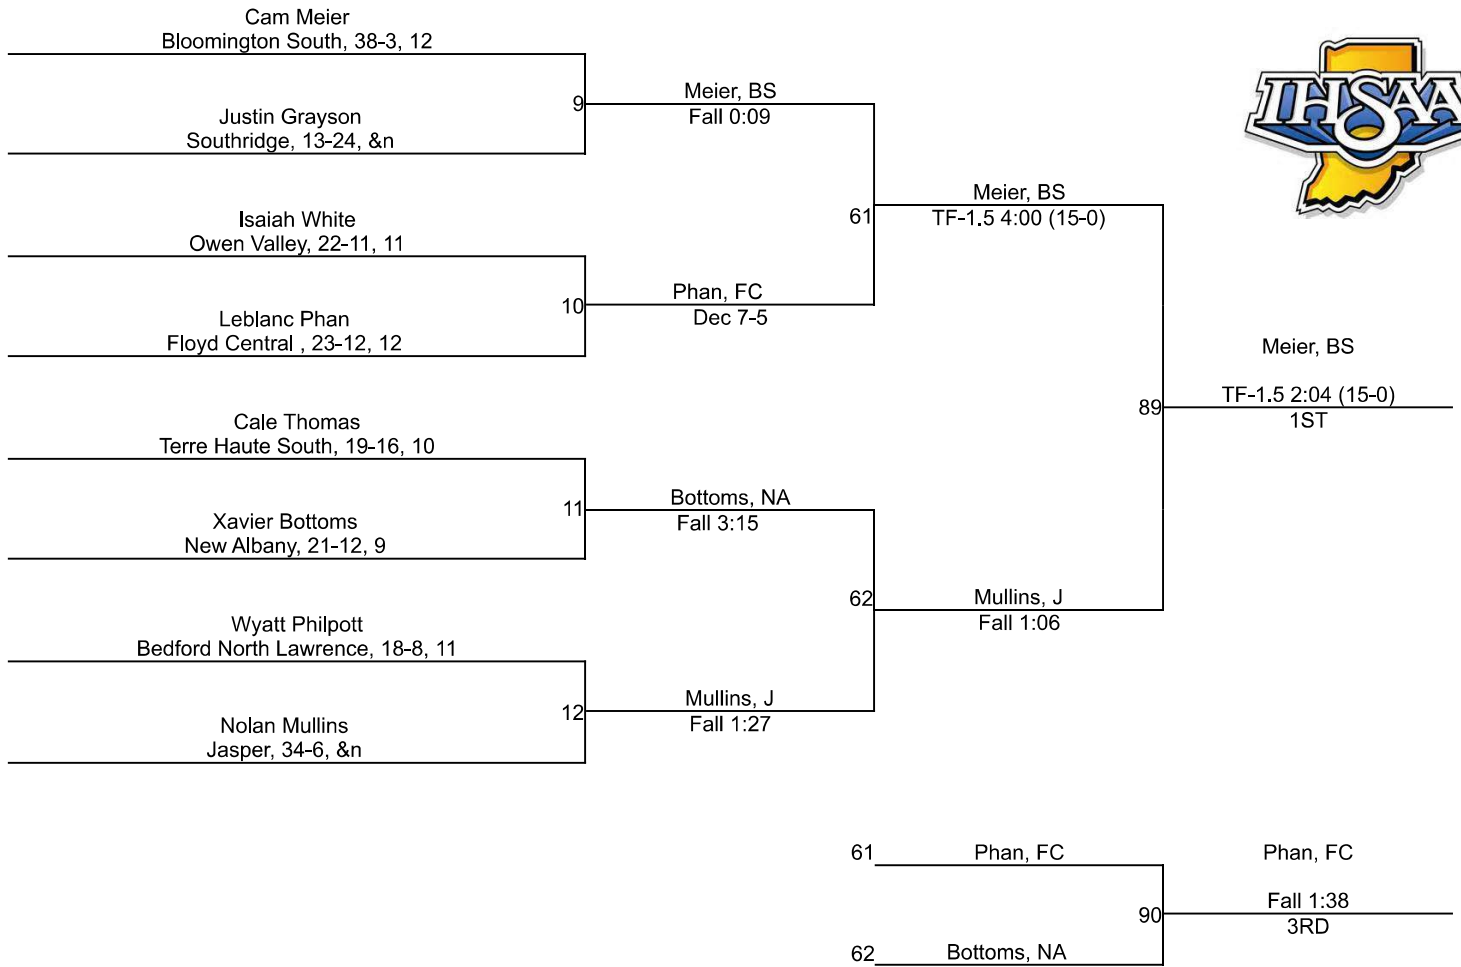 Cam Meier
Bloomington South, 38-3, 12
Justin Grayson
Southridge, 13-24, &n
9
Meier, BS
Fall 0:09
Isaiah White
Owen Valley, 22-11, 11
Leblanc Phan
Floyd Central , 23-12, 12
10
Phan, FC
Dec 7-5
61
Meier, BS
TF-1.5 4:00 (15-0)
Cale Thomas
Terre Haute South, 19-16, 10
Xavier Bottoms
New Albany, 21-12, 9
11
Bottoms, NA
Fall 3:15
Wyatt Philpott
Bedford North Lawrence, 18-8, 11
Nolan Mullins
Jasper, 34-6, &n
12
Mullins, J
Fall 1:27
62
Mullins, J
Fall 1:06
89
Meier, BS
TF-1.5 2:04 (15-0)
1ST
IHSAA
61
Phan, FC
62
Bottoms, NA
90
Phan, FC
Fall 1:38
3RD